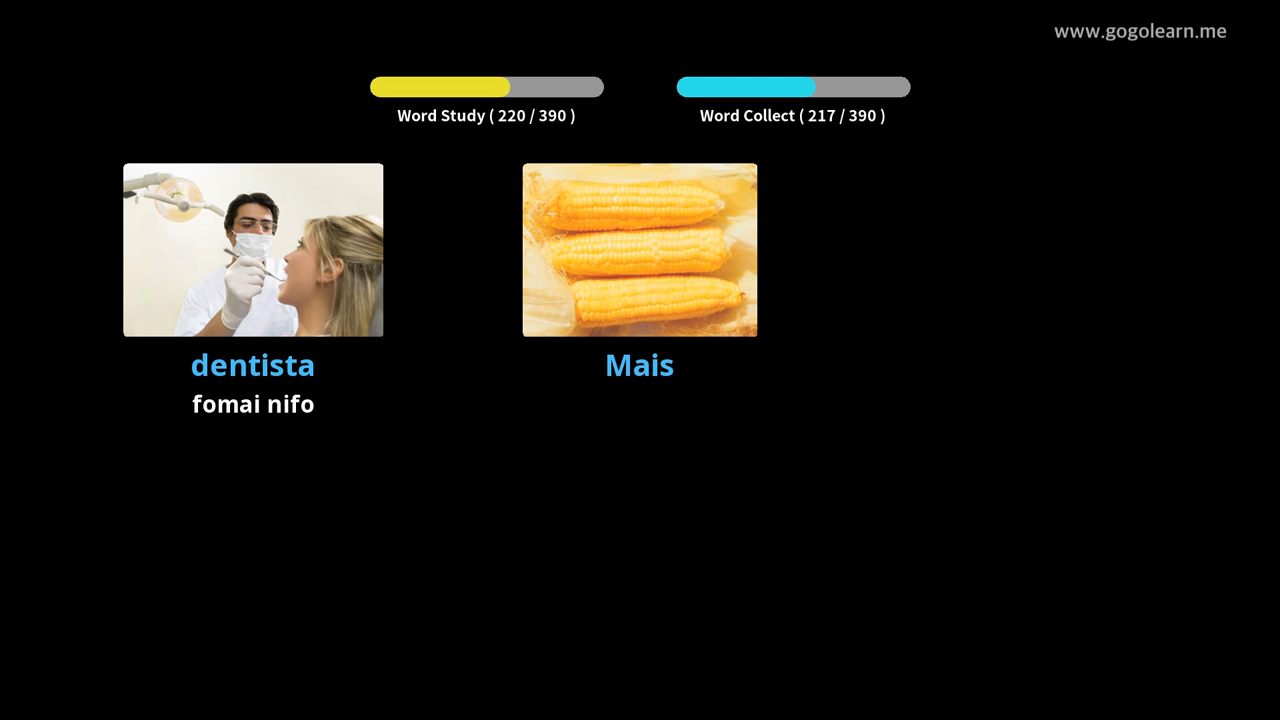 www.gogolearn.me
Word Study ( 220 / 390 )
Word Collect ( 217 / 390 )
dentista
fomai nifo
Mais